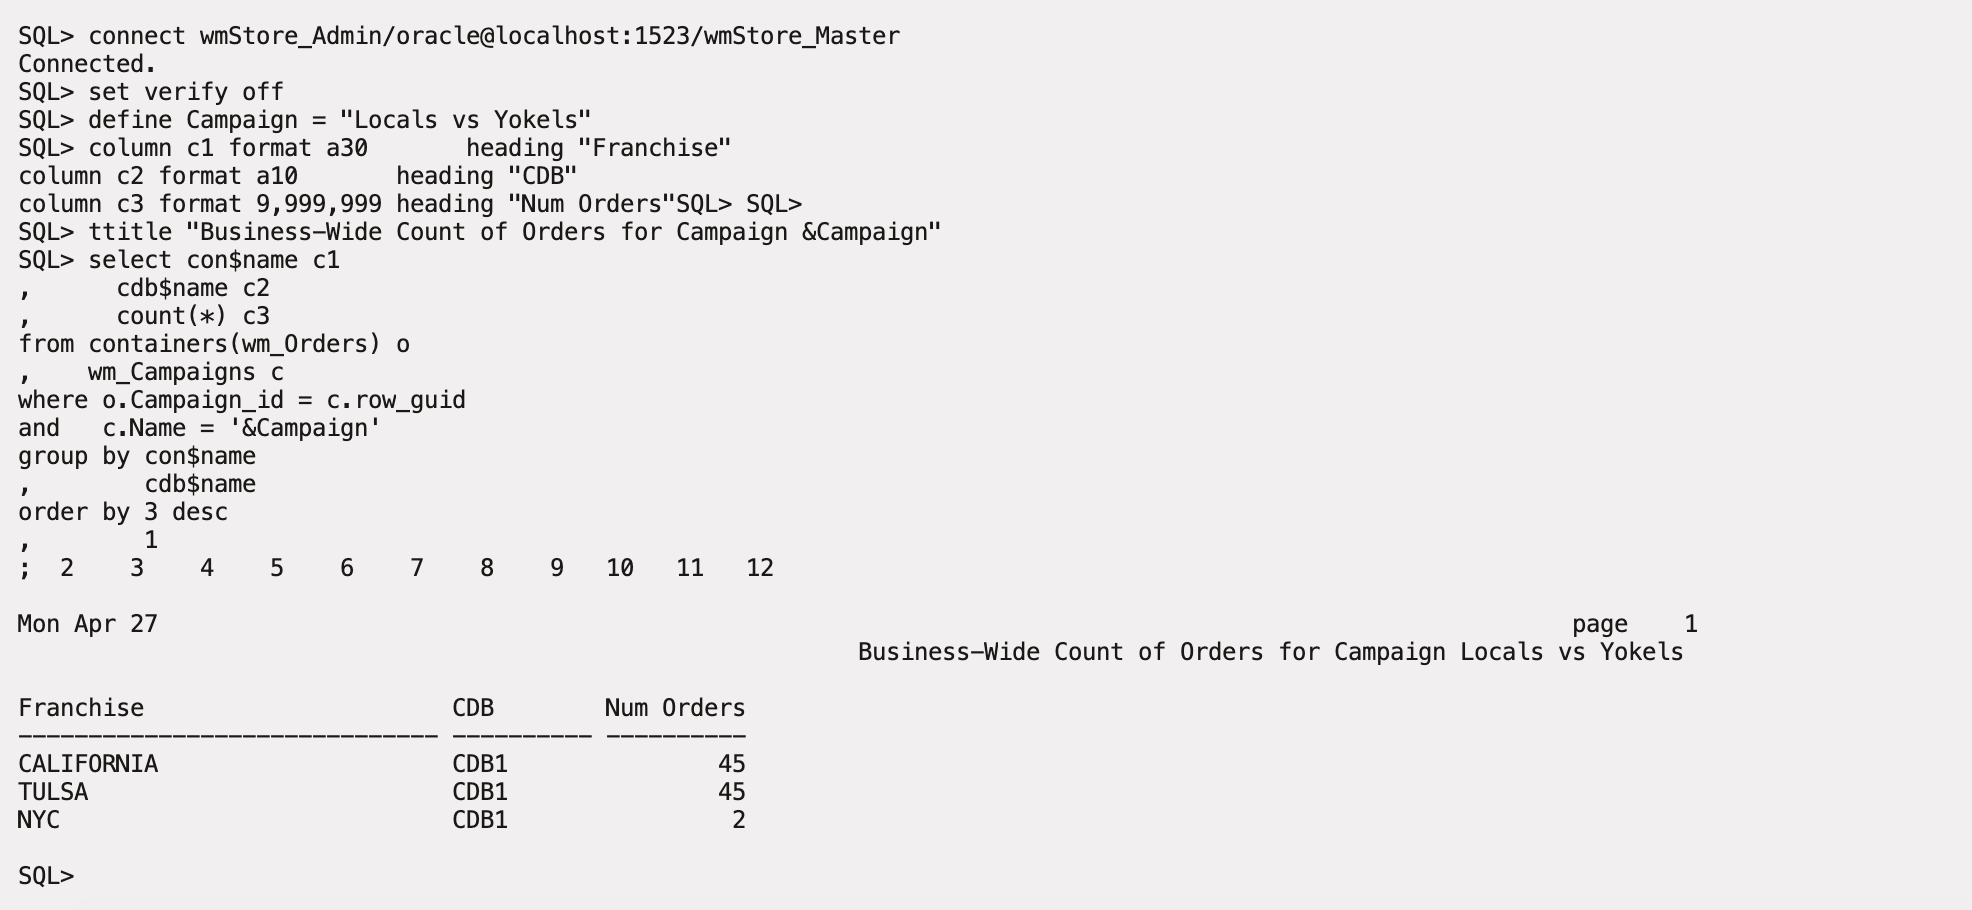 SQL> connect wmStore_Admin/oracle@localhost:1523/wmStore_Master
Connected.
SQL> set verify off
SQL> define Campaign = "Locals vs Yokels"
SQL> column c1 format a30       heading "Franchise"
column c2 format a10       heading "CDB"
column c3 format 9,999,999 heading "Num Orders"SQL> SQL>
SQL> ttitle "Business-Wide Count of Orders for Campaign &Campaign"
SQL> select con$name c1
,      cdb$name c2
,      count(*) c3
from containers(wm_Orders) o
,    wm_Campaigns c
where o.Campaign_id = c.row_guid
and   c.Name = '&Campaign'
group by con$name
,        cdb$name
order by 3 desc
,        1
;  2    3    4    5    6    7    8    9   10   11   12
Mon Apr 27                                                                                                     page    1
Business-Wide Count of Orders for Campaign Locals vs Yokels
Franchise                      CDB        Num Orders
------------------------------ ---------- ----------
CALIFORNIA                     CDB1               45
TULSA                          CDB1               45
NYC                            CDB1                2
SQL>